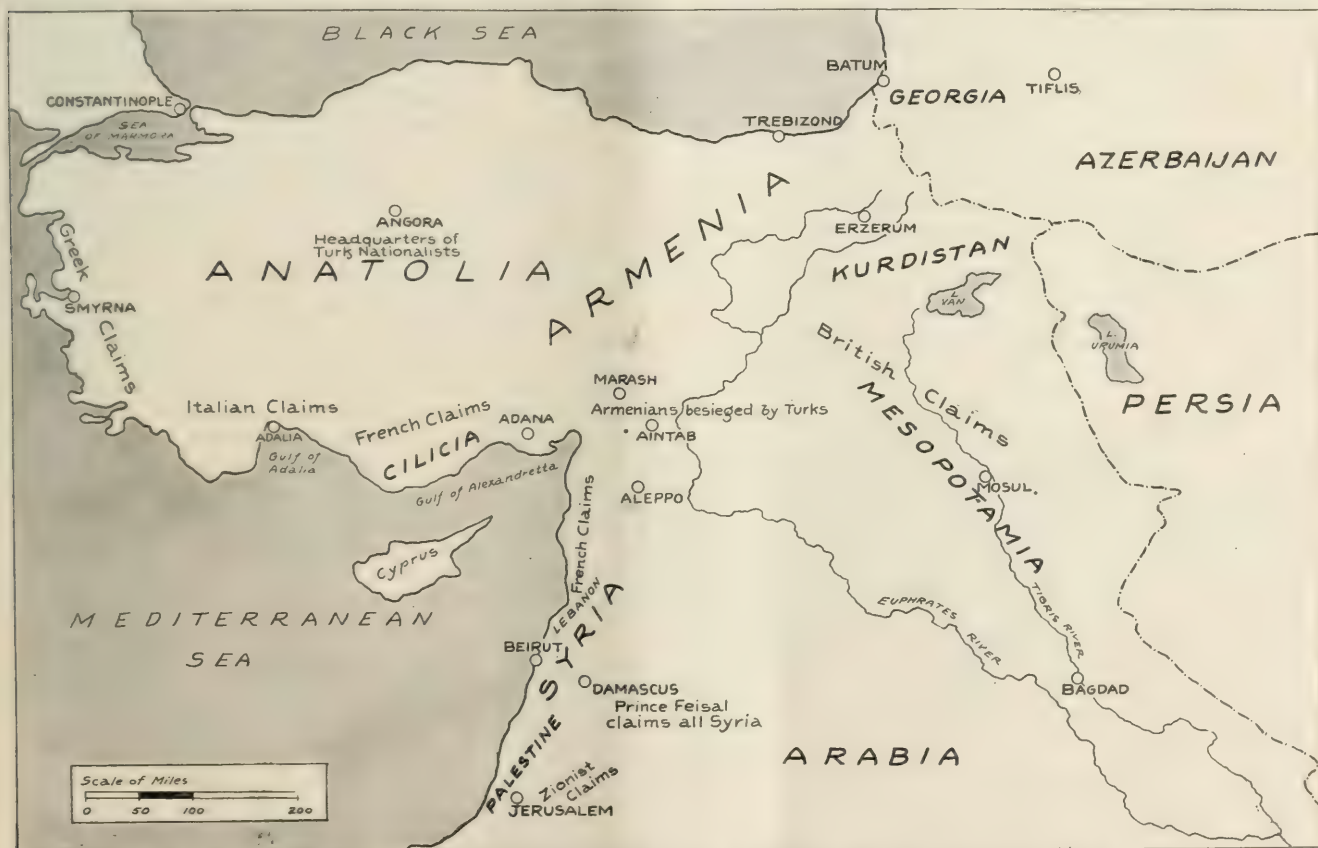 BLACK SEA
BATUM
GEORGIA
TIFLIS
CONSTANTINOPLE
SEA
OF MARMORA
TREBIZOND
AZERBAIJAN
ANGORA
Headquarters of
Turk Nationalists
ANATOLIA
ARMENIA
ERZERUM
KURDISTAN
L.
VAN
L.
URUMIA
Greek
Claims
SMYRNA
British Claims
MESOPOTAMIA
PERSIA
MARASH
Armenians besieged by Turks
AINTAB
Italian Claims
ADALIA
Gulf of
Adalia
French Claims
CILICIA
ADANA
Gulf of Alexandretta
ALEPPO
MOSUL
Cyprus
French Claims
LEBANON
SYRIA
MEDITERRANEAN
SEA
BEIRUT
EUPHRATES
RIVER
TIGRIS RIVER
BAGDAD
DAMASCUS
Prince Feisal
claims all Syria
ARABIA
PALESTINE
Zionist
Claims
JERUSALEM
Scale of Miles
0 50 100 200